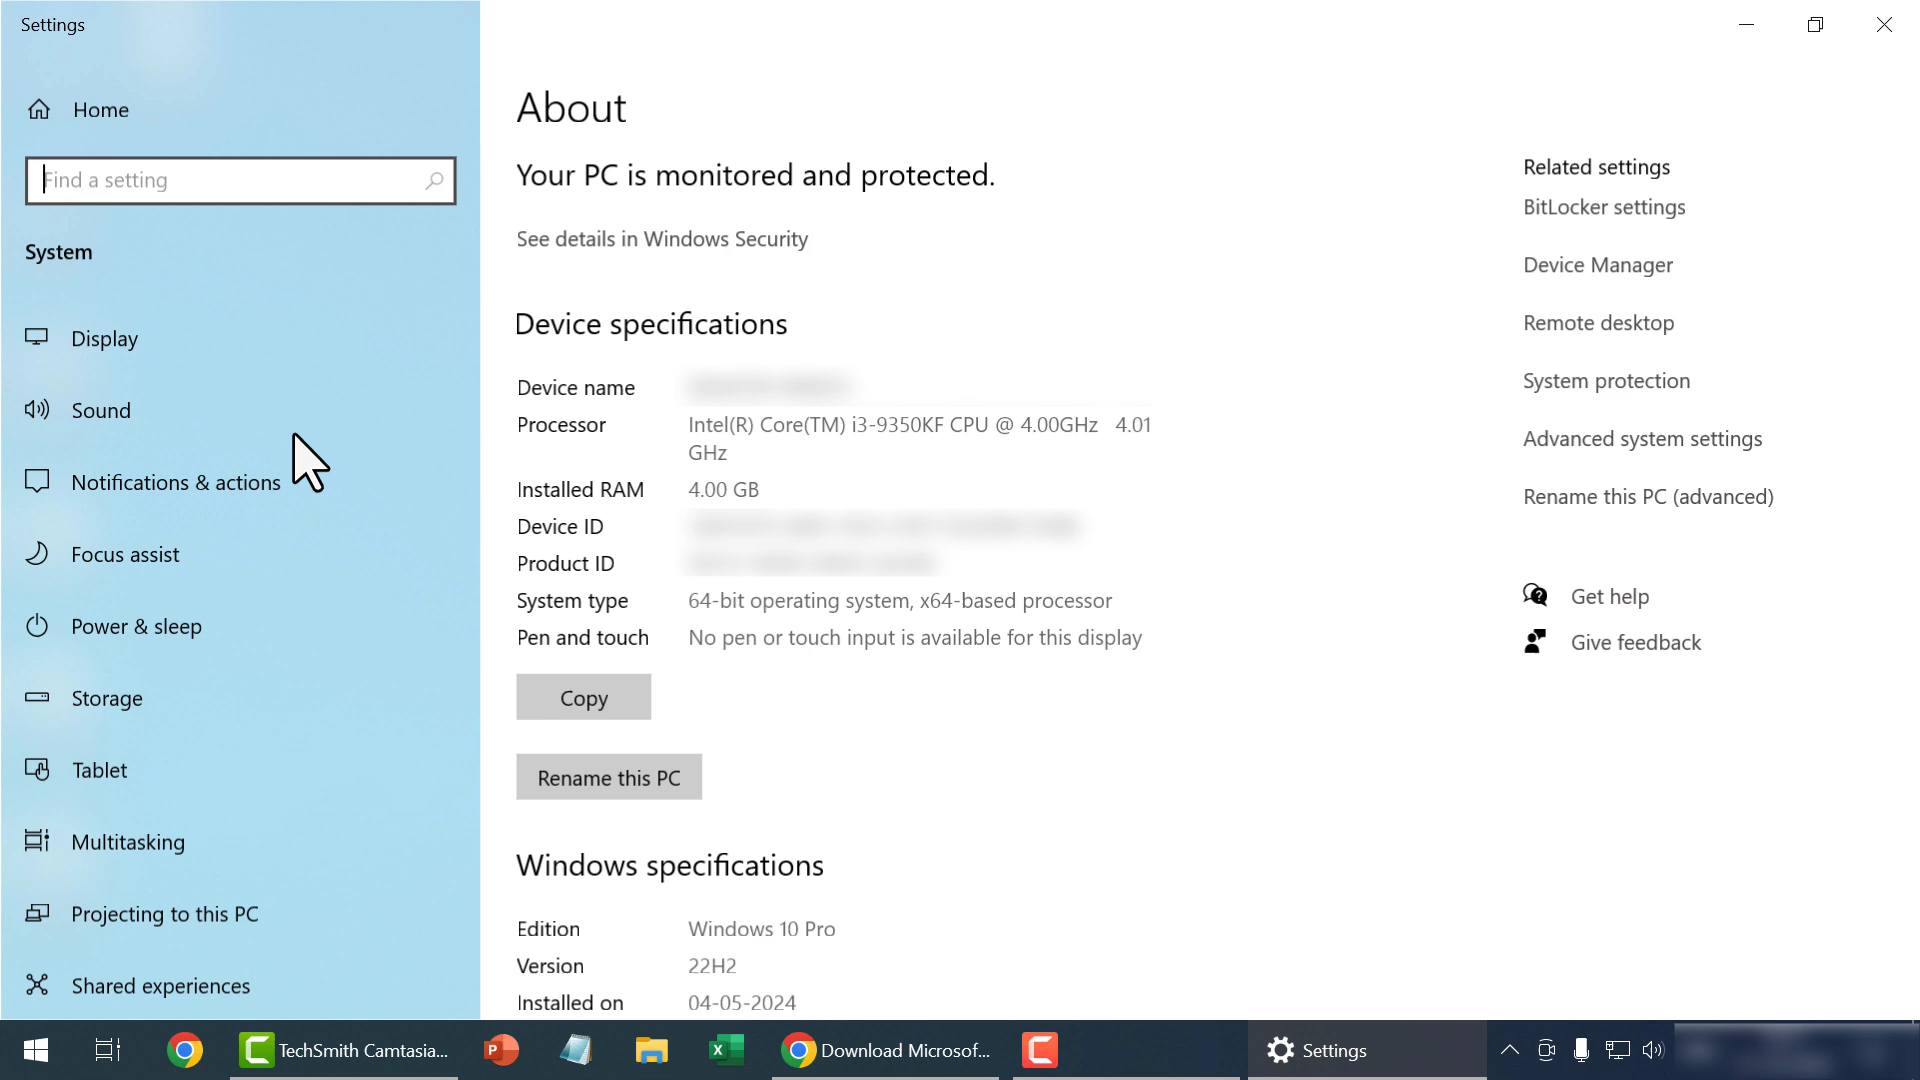 Settings
Home
Find a setting
System
Display
Sound
Notifications & actions
Focus assist
Power & sleep
Storage
Tablet
Multitasking
Projecting to this PC
Shared experiences
About
Your PC is monitored and protected.
See details in Windows Security
Device specifications
Device name
Processor Intel(R) Core(TM) i3-9350KF CPU @ 4.00GHz 4.01
GHz
Installed RAM 4.00 GB
Device ID
Product ID
System type 64-bit operating system, x64-based processor
Pen and touch No pen or touch input is available for this display
Copy
Rename this PC
Windows specifications
Edition Windows 10 Pro
Version 22H2
Installed on 04-05-2024
Related settings
BitLocker settings
Device Manager
Remote desktop
System protection
Advanced system settings
Rename this PC (advanced)
Get help
Give feedback
TechSmith Camtasia... Download Microsof... Settings